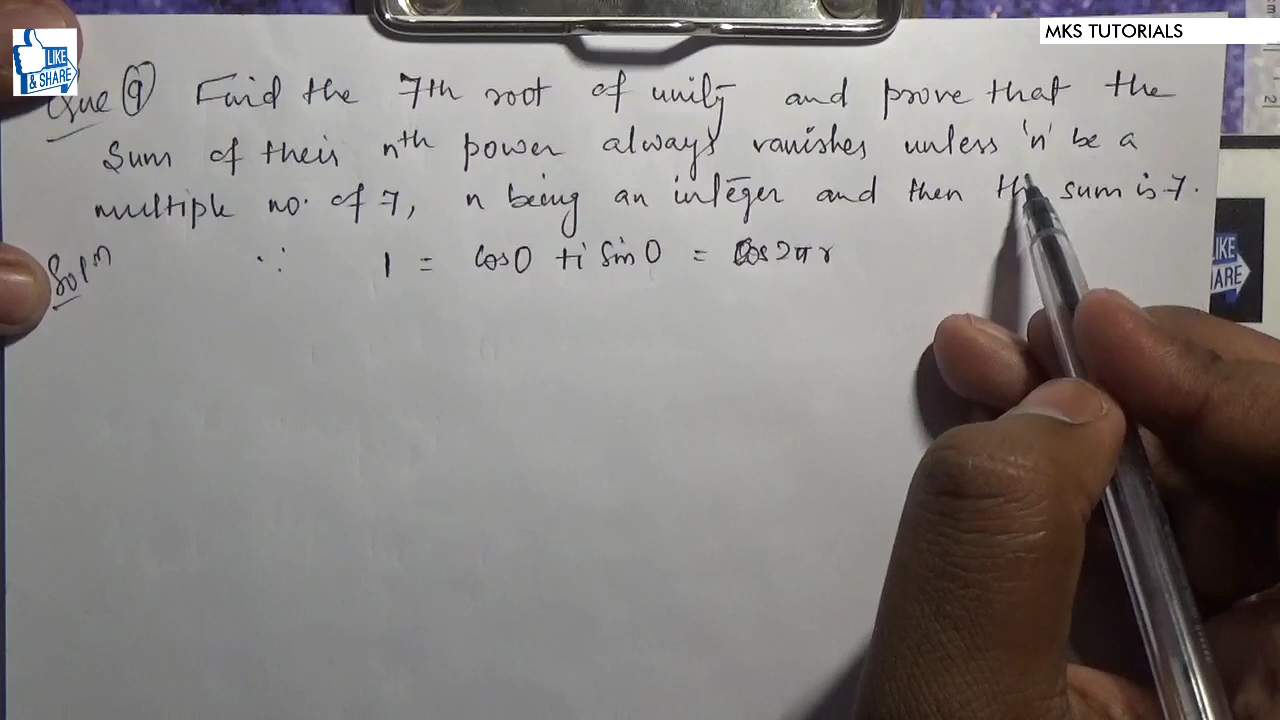 MKS TUTORIALS
LIKE
& SHARE
Que 9 Find the 7th root of unity and prove that the
Sum of their nth power always vanishes unless 'n' be a
multiple no. of 7, n being an integer and then the sum is 7.
Solⁿ ∵ 1 = cos0 + i sin0 = Cos2πr
IKE
ARE